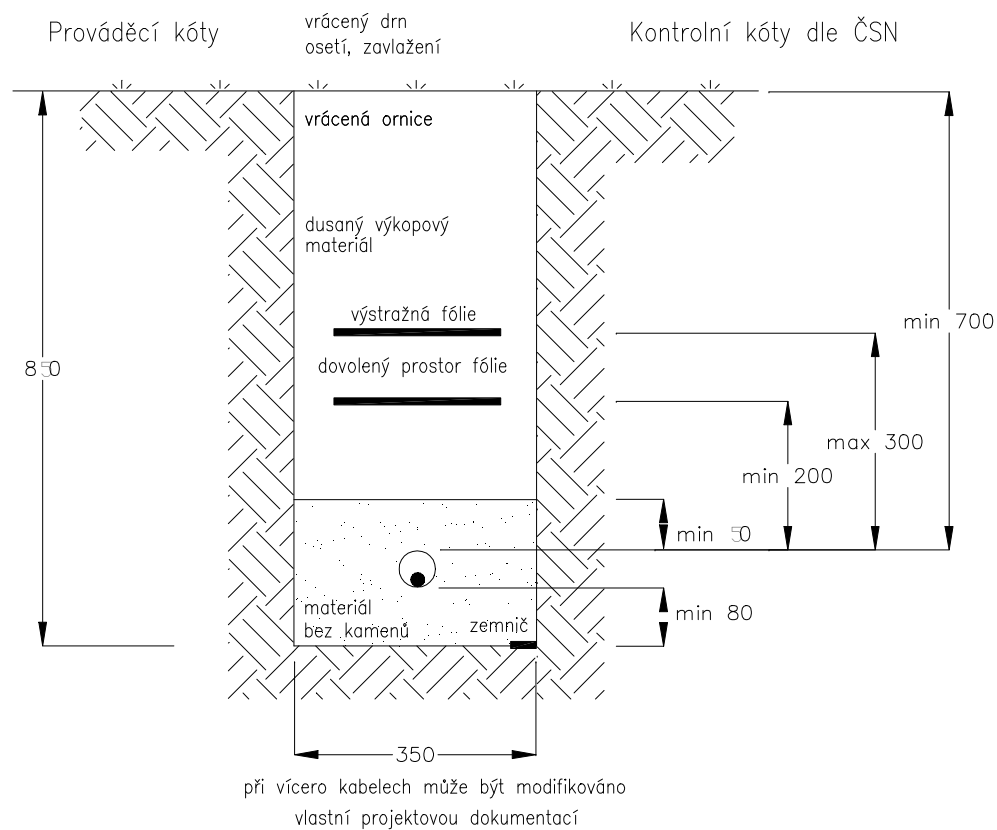 Prováděcí kóty
vrácený drn
osetí, zavlažení
Kontrolní kóty dle ČSN
vrácená ornice
dusaný výkopový
materiál
výstražná fólie
min 700
dovolený prostor fólie
850
max 300
min 200
min 50
materiál
bez kamenů
zemnič
min 80
350
při vícero kabelech může být modifikováno
vlastní projektovou dokumentací